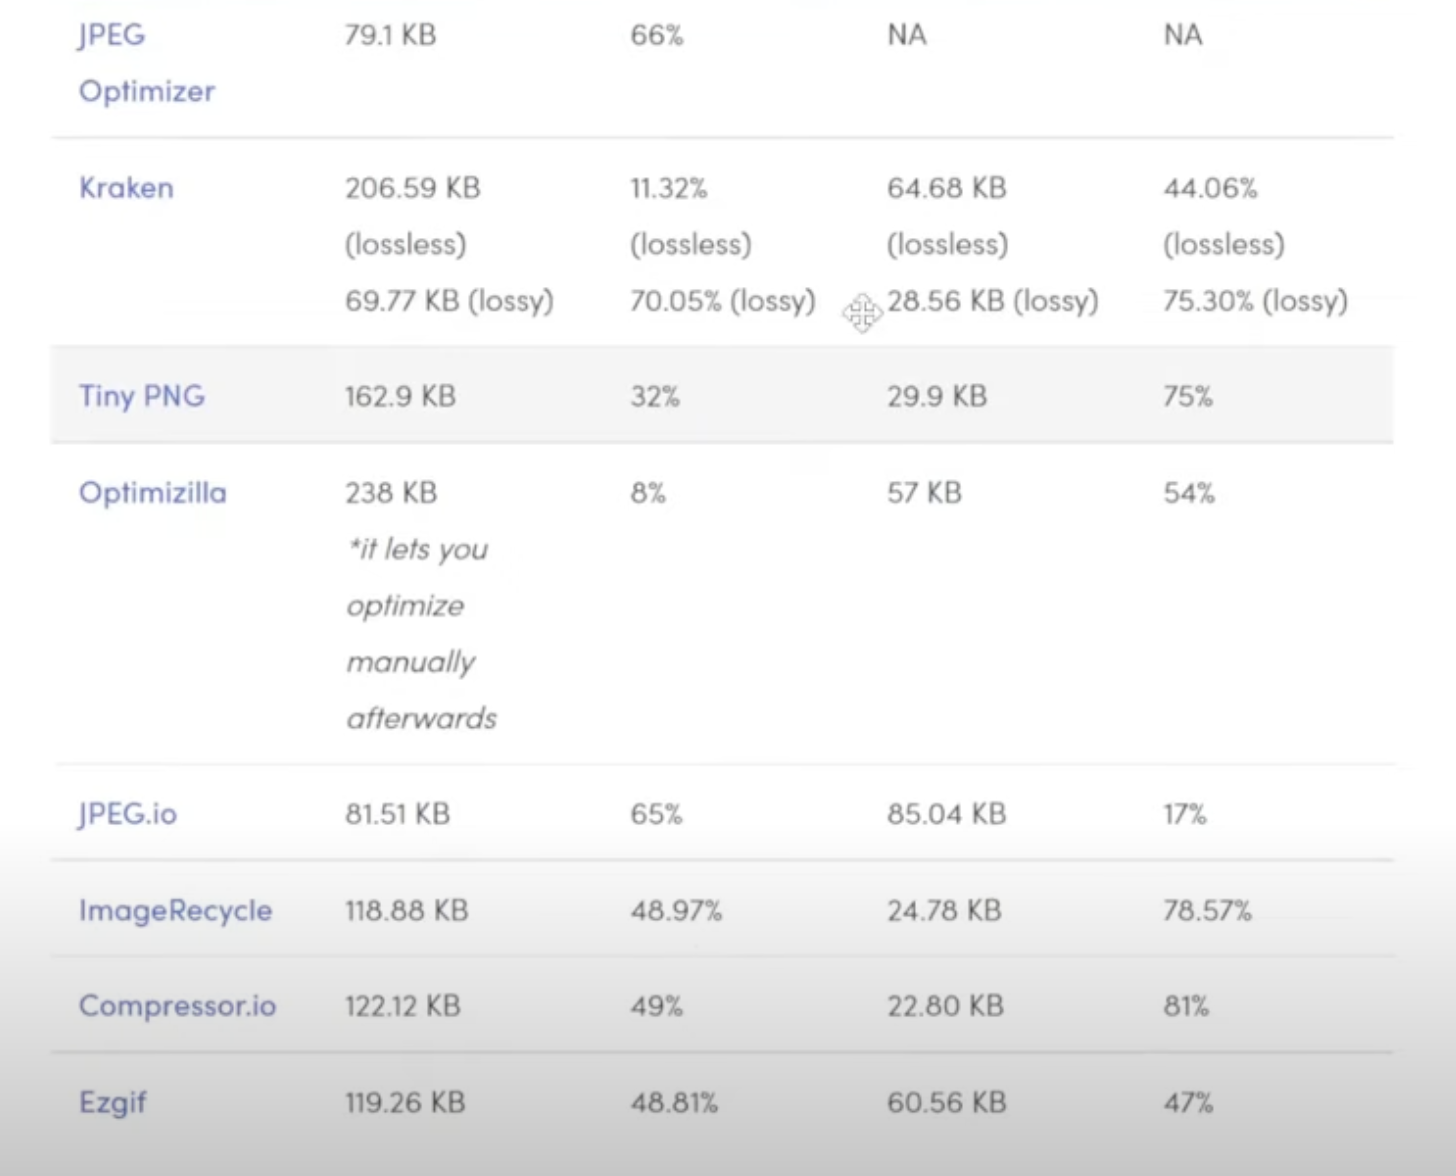 JPEG 79.1 KB 66% NA NA
Optimizer
Kraken 206.59 KB 11.32% 64.68 KB 44.06%
(lossless) (lossless) (lossless) (lossless)
69.77 KB (lossy) 70.05% (lossy) 28.56 KB (lossy) 75.30% (lossy)
Tiny PNG 162.9 KB 32% 29.9 KB 75%
Optimizilla 238 KB 8% 57 KB 54%
*it lets you
optimize
manually
afterwards
JPEG.io 81.51 KB 65% 85.04 KB 17%
ImageRecycle 118.88 KB 48.97% 24.78 KB 78.57%
Compressor.io 122.12 KB 49% 22.80 KB 81%
Ezgif 119.26 KB 48.81% 60.56 KB 47%